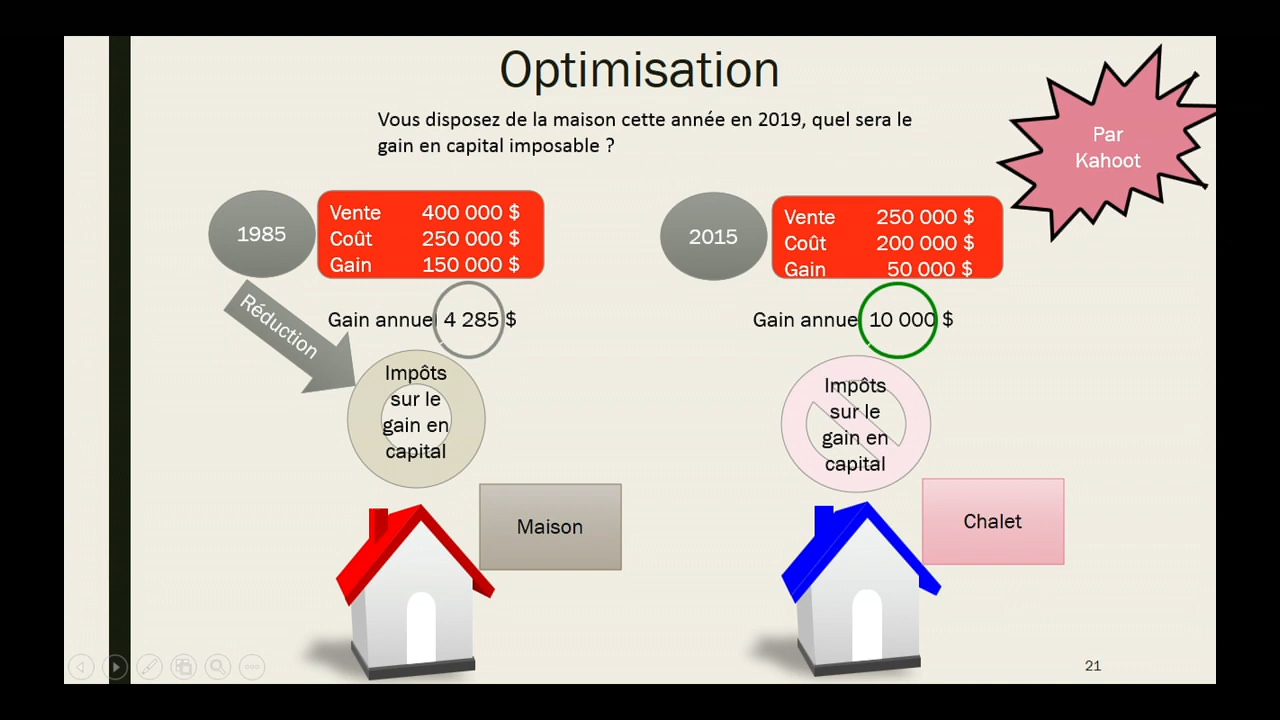 Optimisation
Vous disposez de la maison cette année en 2019, quel sera le
gain en capital imposable ?
Par
Kahoot
1985
Vente 400 000 $
Coût 250 000 $
Gain 150 000 $
2015
Vente 250 000 $
Coût 200 000 $
Gain 50 000 $
Réduction
Gain annuel 4 285 $
Gain annuel 10 000 $
Impôts
sur le
gain en
capital
Impôts
sur le
gain en
capital
Maison
Chalet
21